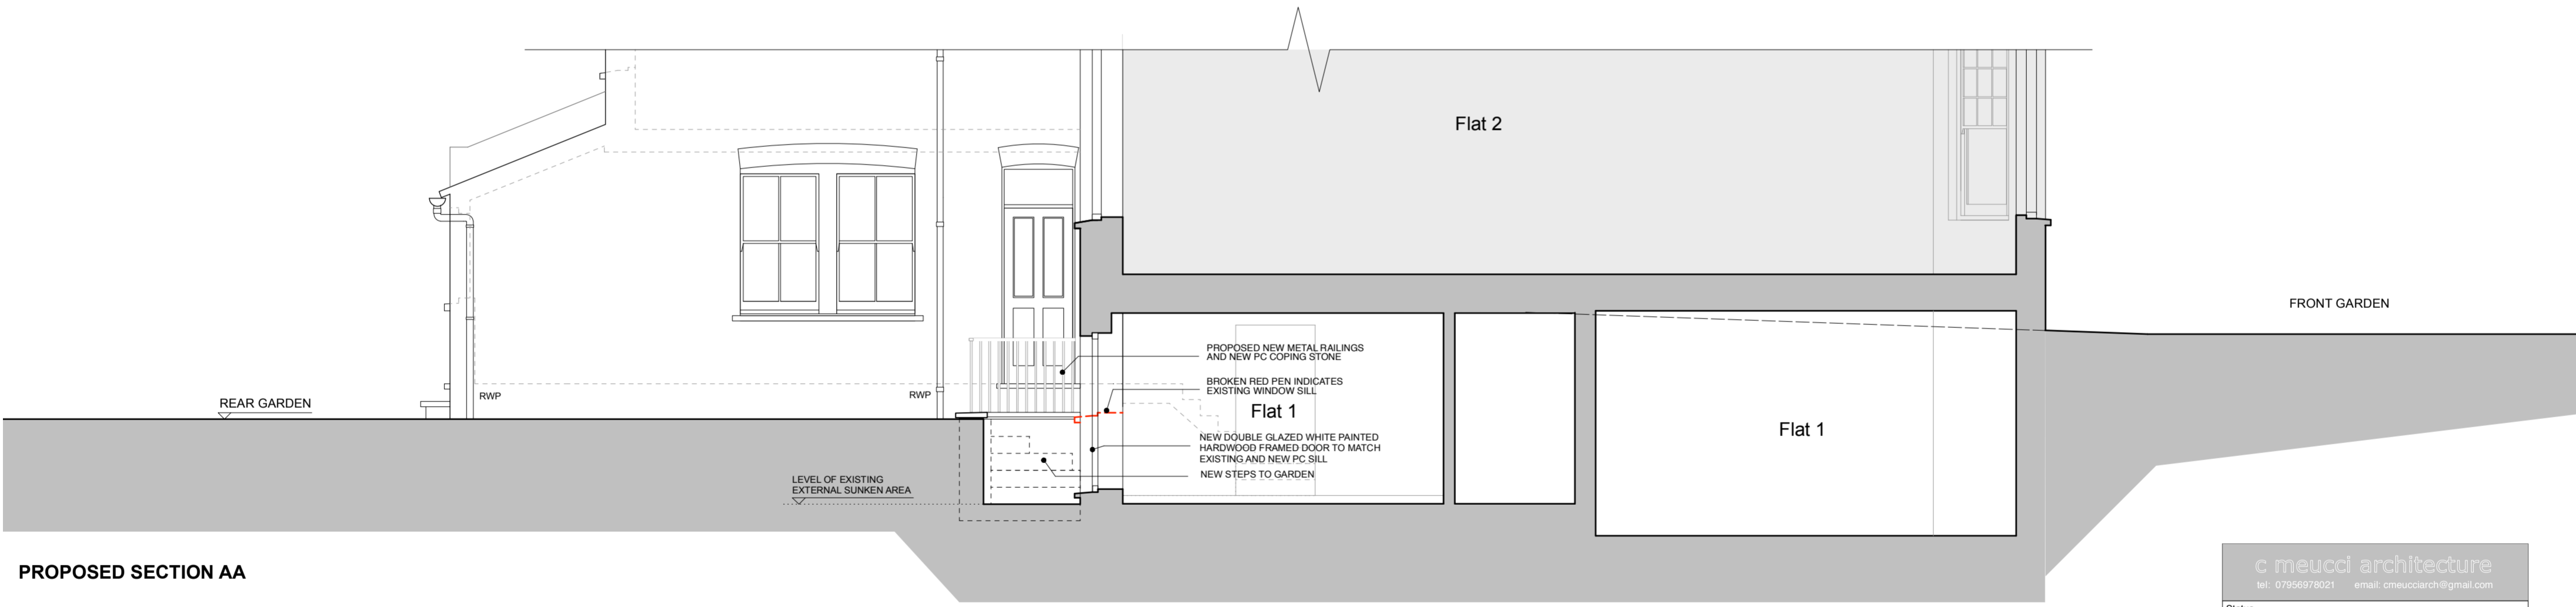 Flat 2
FRONT GARDEN
PROPOSED NEW METAL RAILINGS
AND NEW PC COPING STONE
BROKEN RED PEN INDICATES
EXISTING WINDOW SILL
RWP
RWP
REAR GARDEN
Flat 1
Flat 1
NEW DOUBLE GLAZED WHITE PAINTED
HARDWOOD FRAMED DOOR TO MATCH
EXISTING AND NEW PC SILL
NEW STEPS TO GARDEN
LEVEL OF EXISTING
EXTERNAL SUNKEN AREA
PROPOSED SECTION AA
c meucci architecture
tel: 07956978021 email: cmeucciarch@gmail.com